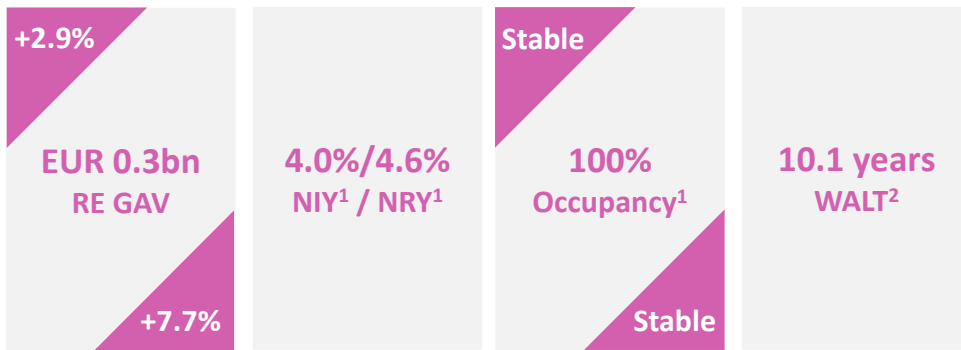 +2.9%
EUR 0.3bn
RE GAV
+7.7%
4.0%/4.6%
NIY¹ / NRY¹
Stable
100%
Occupancy¹
Stable
10.1 years
WALT²